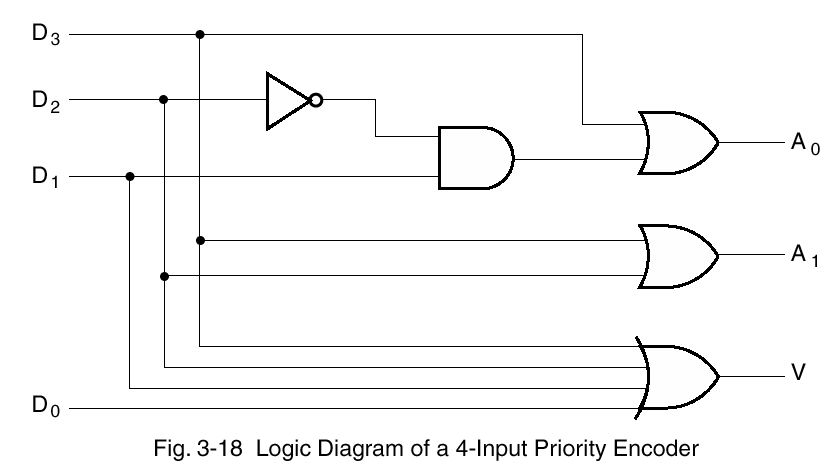 D3
D2
A0
D1
A1
V
D0
Fig. 3-18 Logic Diagram of a 4-Input Priority Encoder